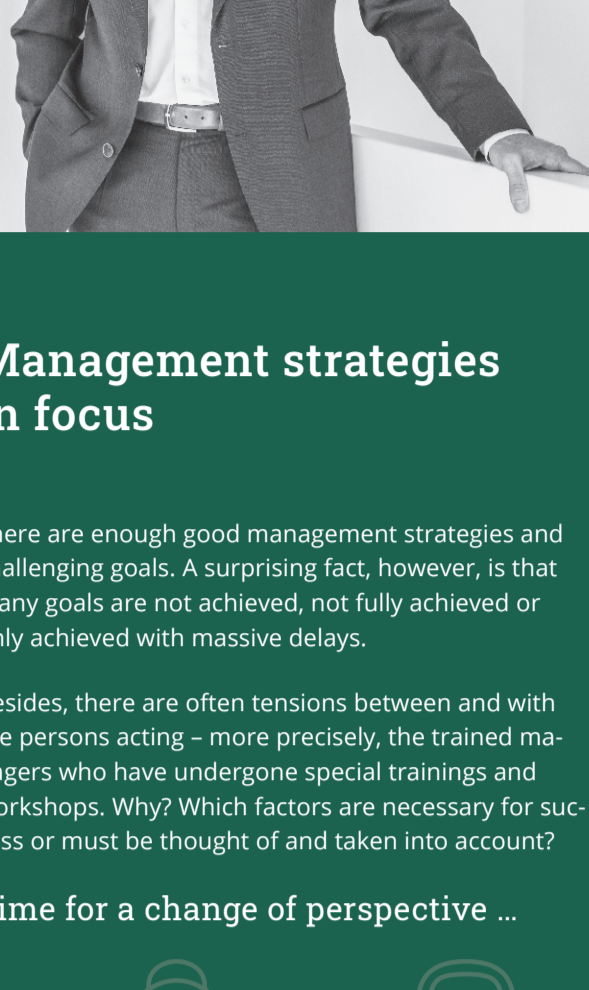 Management strategies
n focus
here are enough good management strategies and
allenging goals. A surprising fact, however, is that
any goals are not achieved, not fully achieved or
nly achieved with massive delays.
esides, there are often tensions between and with
e persons acting – more precisely, the trained ma-
agers who have undergone special trainings and
orkshops. Why? Which factors are necessary for suc-
ss or must be thought of and taken into account?
ime for a change of perspective ...